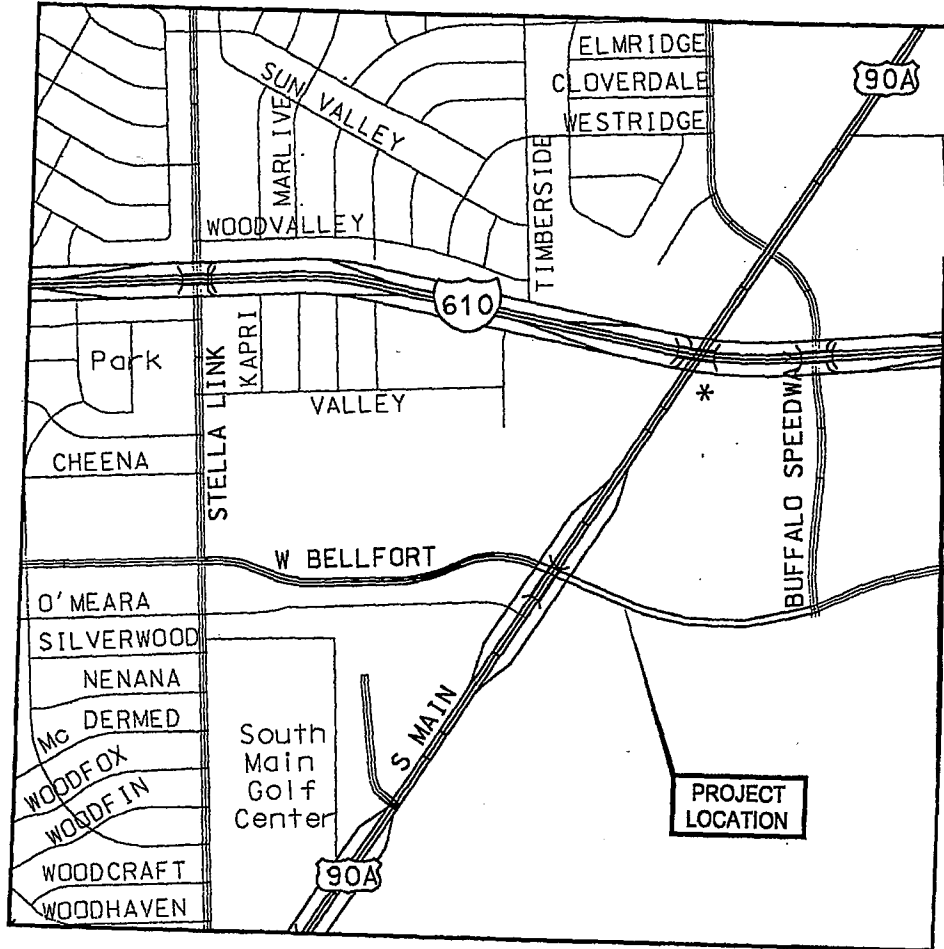 ELMRIDGE
90A
CLOVERDALE
SUN VALLEY
MARLIVE
WESTRIDGE
TIMBERSIDE
WOODVALLEY
610
Park
KAPRI
STELLA LINK
VALLEY
*
BUFFALO SPEEDWA
CHEENA
W BELLFORT
O'MEARA
SILVERWOOD
NENANA
Mc DERMED
S MAIN
WOODFOX
WOODFIN
South
Main
Golf
Center
PROJECT
LOCATION
WOODCRAFT
90A
WOODHAVEN